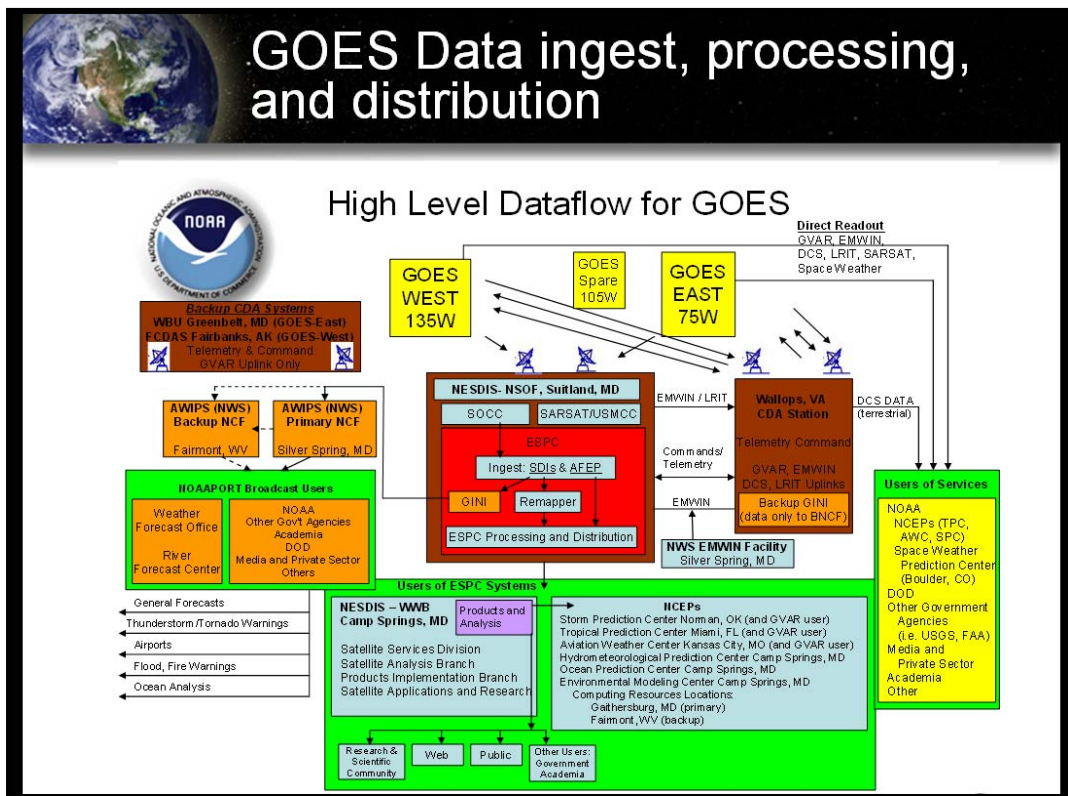 GOES Data ingest, processing,
and distribution
High Level Dataflow for GOES
NATIONAL OCEANIC AND ATMOSPHERIC ADMINISTRATION
NOAA
U.S. DEPARTMENT OF COMMERCE
Direct Readout
GVAR, EMWIN,
DCS, LRIT, SARSAT,
Space Weather
GOES
WEST
135W
GOES
Spare
105W
GOES
EAST
75W
Backup CDA Systems
WBU Greenbelt, MD (GOES-East)
ECDAS Fairbanks, AK (GOES-West)
Telemetry & Command
GVAR Uplink Only
AWIPS (NWS)
Backup NCF
Fairmont, WV
AWIPS (NWS)
Primary NCF
Silver Spring, MD
NESDIS- NSOF, Suitland, MD
SOCC
SARSAT/USMCC
ESPC
Ingest: SDIs & AFEP
GINI
Remapper
ESPC Processing and Distribution
EMWIN / LRIT
Commands/
Telemetry
EMWIN
Wallops, VA
CDA Station
Telemetry Command
GVAR, EMWIN
DCS, LRIT Uplinks
Backup GINI
(data only to BNCF)
DCS DATA
(terrestrial)
NWS EMWIN Facility
Silver Spring, MD
NOAAPORT Broadcast Users
Weather
Forecast Office
River
Forecast Center
NOAA
Other Gov't Agencies
Academia
DOD
Media and Private Sector
Others
General Forecasts
Thunderstorm/Tornado Warnings
Airports
Flood, Fire Warnings
Ocean Analysis
Users of ESPC Systems
NESDIS – WWB
Camp Springs, MD
Satellite Services Division
Satellite Analysis Branch
Products Implementation Branch
Satellite Applications and Research
Products and
Analysis
NCEPs
Storm Prediction Center Norman, OK (and GVAR user)
Tropical Prediction Center Miami, FL (and GVAR user)
Aviation Weather Center Kansas City, MO (and GVAR user)
Hydrometeorological Prediction Center Camp Springs, MD
Ocean Prediction Center Camp Springs, MD
Environmental Modeling Center Camp Springs, MD
Computing Resources Locations:
Gaithersburg, MD (primary)
Fairmont, WV (backup)
Research &
Scientific
Community
Web
Public
Other Users:
Government
Academia
Users of Services
NOAA
NCEPs (TPC,
AWC, SPC)
Space Weather
Prediction Center
(Boulder, CO)
DOD
Other Government
Agencies
(i.e. USGS, FAA)
Media and
Private Sector
Academia
Other